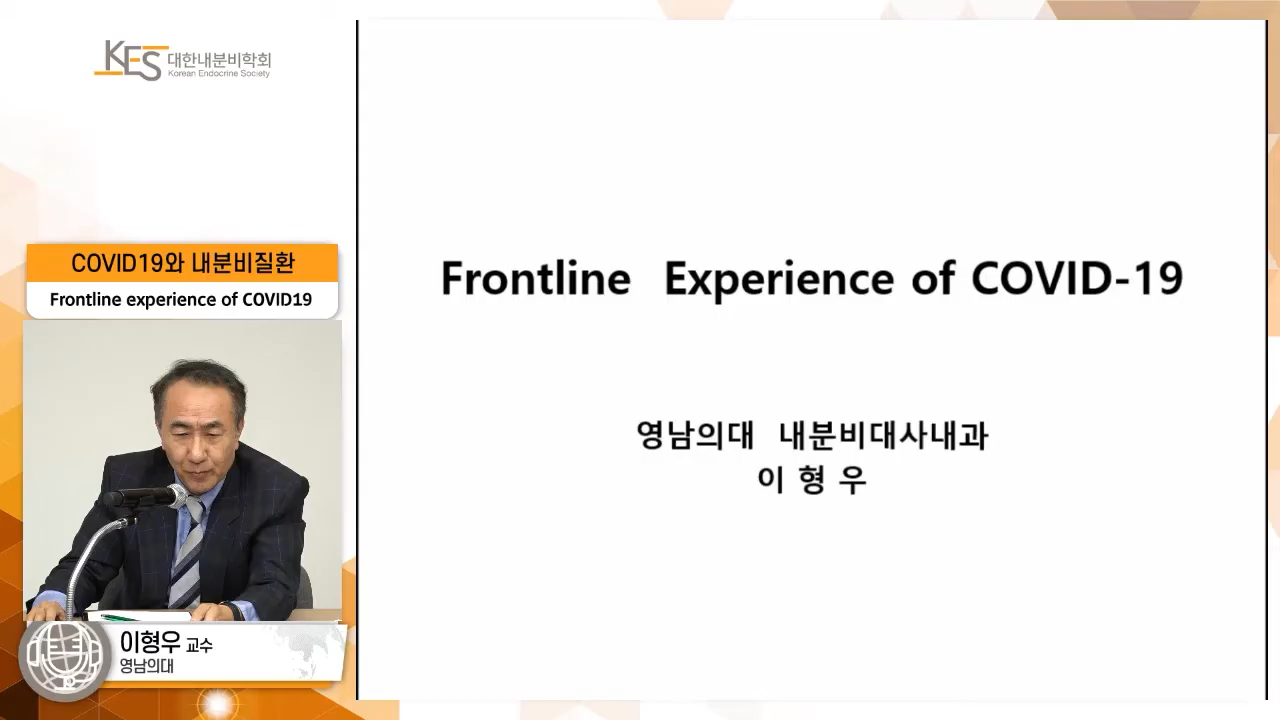 KES 대한내분비학회
Korean Endocrine Society
COVID19와 내분비질환
Frontline experience of COVID19
이형우 교수
영남의대
Frontline Experience of COVID-19
영남의대 내분비대사내과
이 형 우